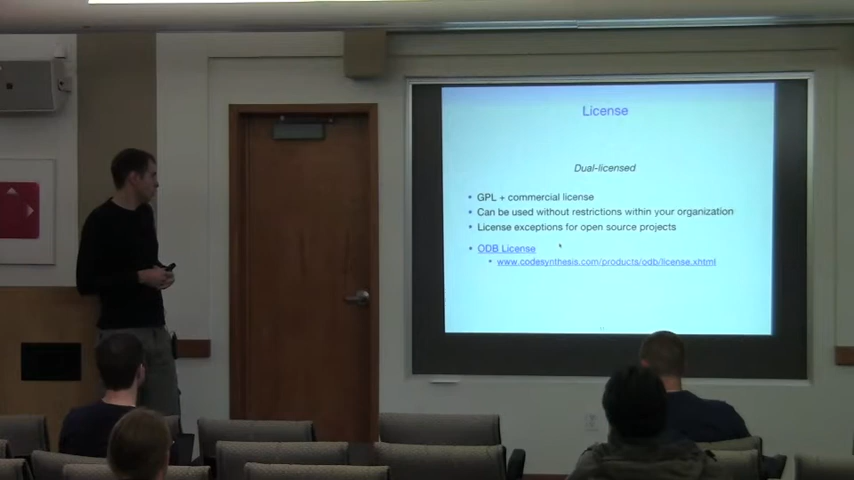 License
Dual-licensed
GPL + commercial license
Can be used without restrictions within your organization
License exceptions for open source projects
ODB License
www.codesynthesis.com/products/odb/license.xhtml